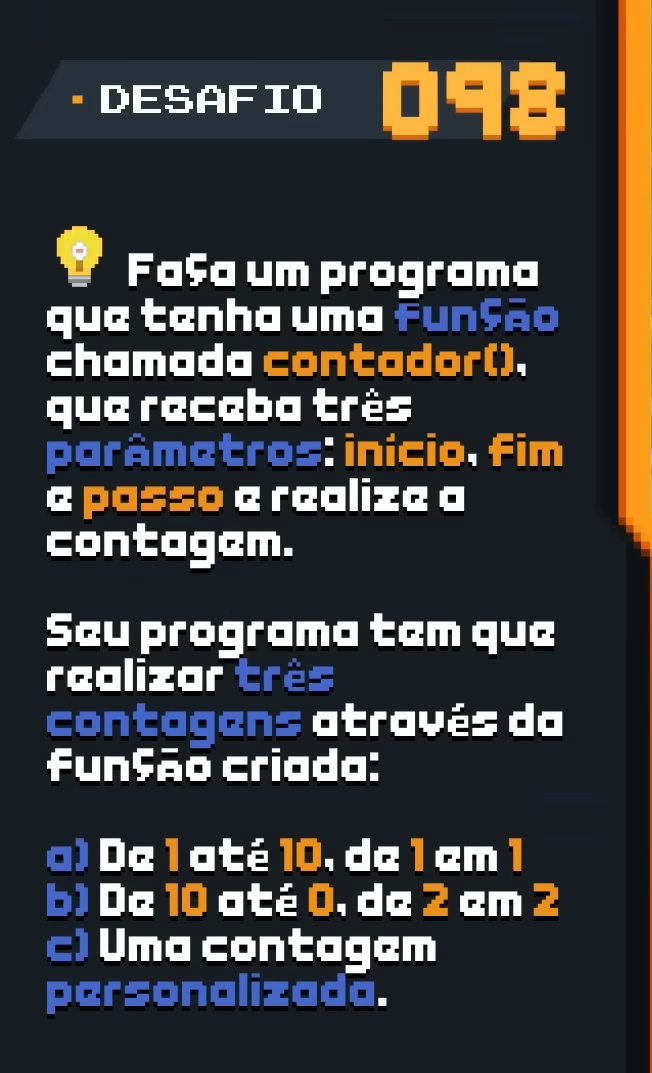 DESAFIO 098
Faça um programa
que tenha uma função
chamada contador(),
que receba três
parâmetros: início, fim
e passo e realize a
contagem.
Seu programa tem que
realizar três
contagens através da
função criada:
a) De 1 até 10, de 1 em 1
b) De 10 até 0, de 2 em 2
c) Uma contagem
personalizada.